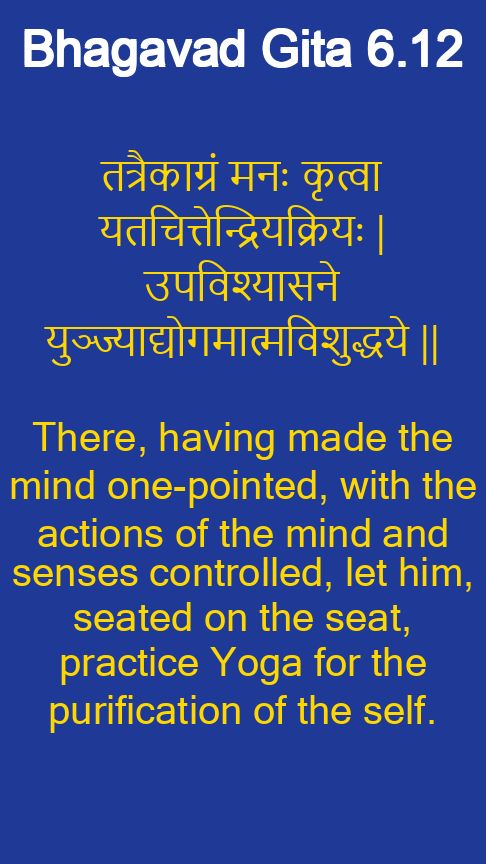 Bhagavad Gita 6.12
तत्रैकाग्रं मनः कृत्वा
यतचित्तेन्द्रियक्रियः |
उपविश्यासने
युञ्ज्याद्योगमात्मविशुद्धये ||
There, having made the
mind one-pointed, with the
actions of the mind and
senses controlled, let him,
seated on the seat,
practice Yoga for the
purification of the self.